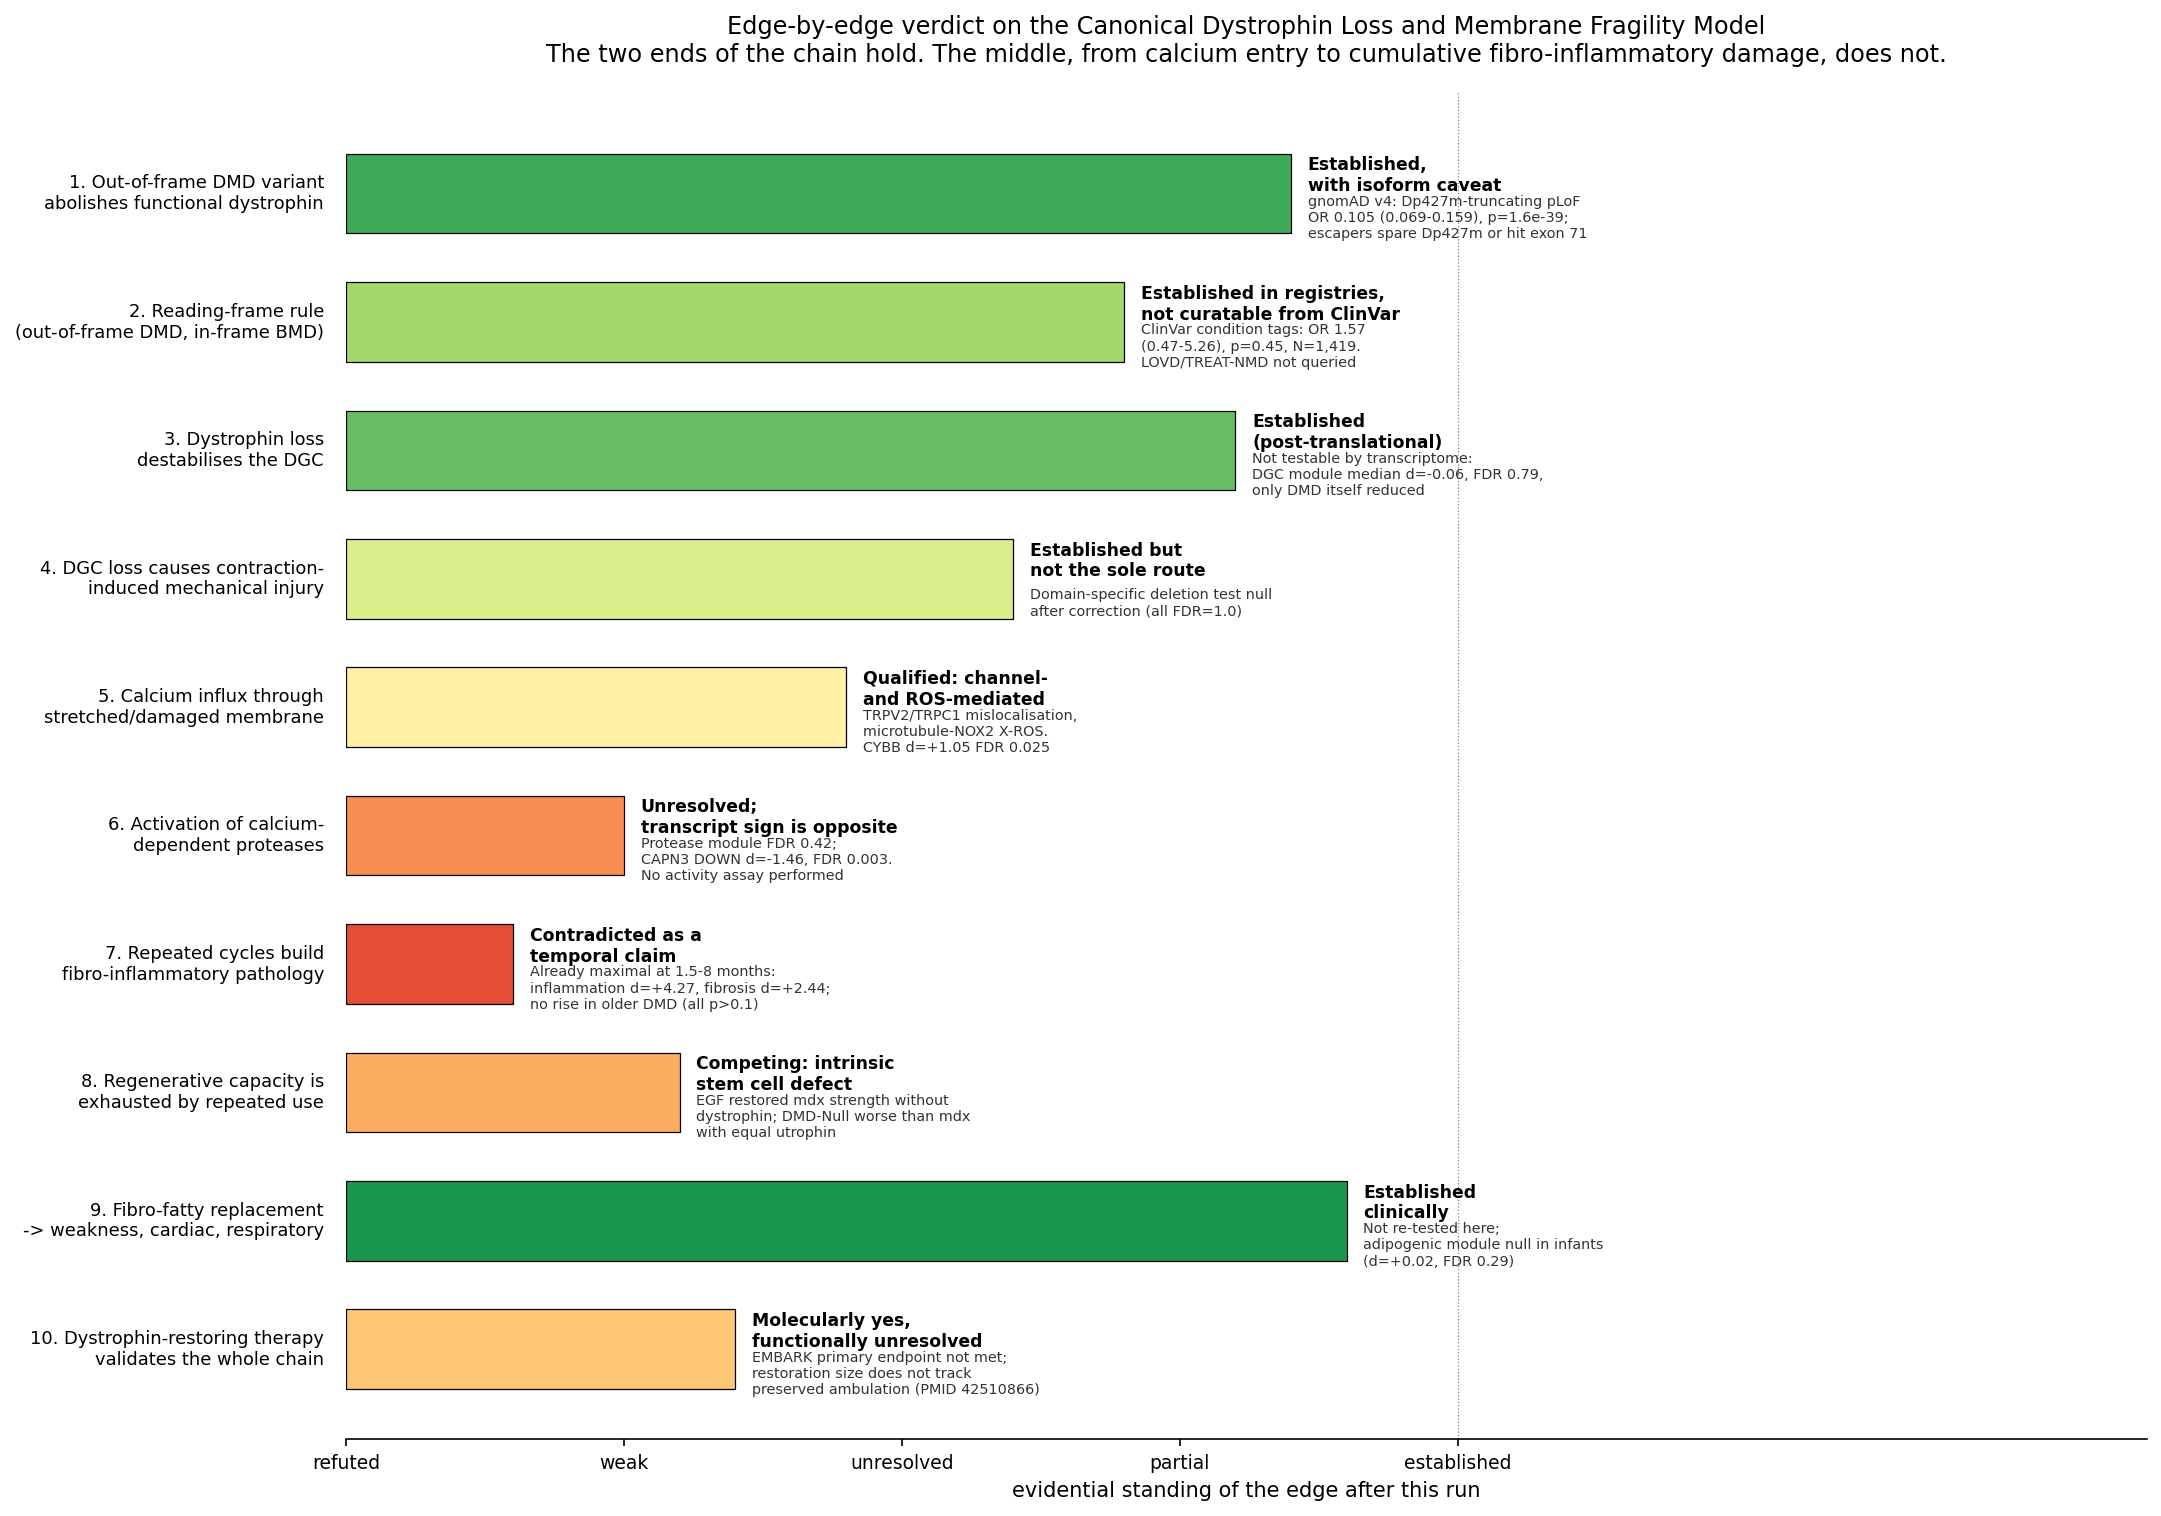 Edge-by-edge verdict on the Canonical Dystrophin Loss and Membrane Fragility Model
The two ends of the chain hold. The middle, from calcium entry to cumulative fibro-inflammatory damage, does not.
1. Out-of-frame DMD variant
abolishes functional dystrophin
Established,
with isoform caveat
gnomAD v4: Dp427m-truncating pLoF
OR 0.105 (0.069-0.159), p=1.6e-39;
escapers spare Dp427m or hit exon 71
2. Reading-frame rule
(out-of-frame DMD, in-frame BMD)
Established in registries,
not curatable from ClinVar
ClinVar condition tags: OR 1.57
(0.47-5.26), p=0.45, N=1,419.
LOVD/TREAT-NMD not queried
3. Dystrophin loss
destabilises the DGC
Established
(post-translational)
Not testable by transcriptome:
DGC module median d=-0.06, FDR 0.79,
only DMD itself reduced
4. DGC loss causes contraction-
induced mechanical injury
Established but
not the sole route
Domain-specific deletion test null
after correction (all FDR=1.0)
5. Calcium influx through
stretched/damaged membrane
Qualified: channel-
and ROS-mediated
TRPV2/TRPC1 mislocalisation,
microtubule-NOX2 X-ROS.
CYBB d=+1.05 FDR 0.025
6. Activation of calcium-
dependent proteases
Unresolved;
transcript sign is opposite
Protease module FDR 0.42;
CAPN3 DOWN d=-1.46, FDR 0.003.
No activity assay performed
7. Repeated cycles build
fibro-inflammatory pathology
Contradicted as a
temporal claim
Already maximal at 1.5-8 months:
inflammation d=+4.27, fibrosis d=+2.44;
no rise in older DMD (all p>0.1)
8. Regenerative capacity is
exhausted by repeated use
Competing: intrinsic
stem cell defect
EGF restored mdx strength without
dystrophin; DMD-Null worse than mdx
with equal utrophin
9. Fibro-fatty replacement
-> weakness, cardiac, respiratory
Established
clinically
Not re-tested here;
adipogenic module null in infants
(d=+0.02, FDR 0.29)
10. Dystrophin-restoring therapy
validates the whole chain
Molecularly yes,
functionally unresolved
EMBARK primary endpoint not met;
restoration size does not track
preserved ambulation (PMID 42510866)
refuted
weak
unresolved
partial
established
evidential standing of the edge after this run